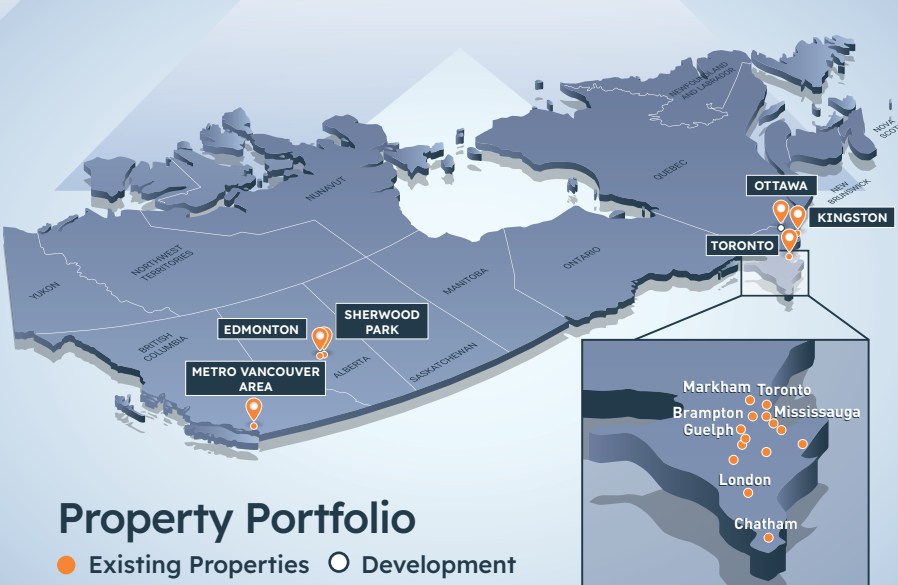 NEWFOUNDLAND
AND LABRADOR
NOVA
QUEBEC
NEW
BRUNSWICK
OTTAWA
KINGSTON
TORONTO
NUNAVUT
NORTHWEST
TERRITORIES
YUKON
ONTARIO
MANITOBA
SASKATCHEWAN
ALBERTA
BRITISH
COLUMBIA
EDMONTON
SHERWOOD
PARK
METRO VANCOUVER
AREA
Markham
Toronto
Brampton
Mississauga
Guelph
London
Chatham
Property Portfolio
Existing Properties
Development